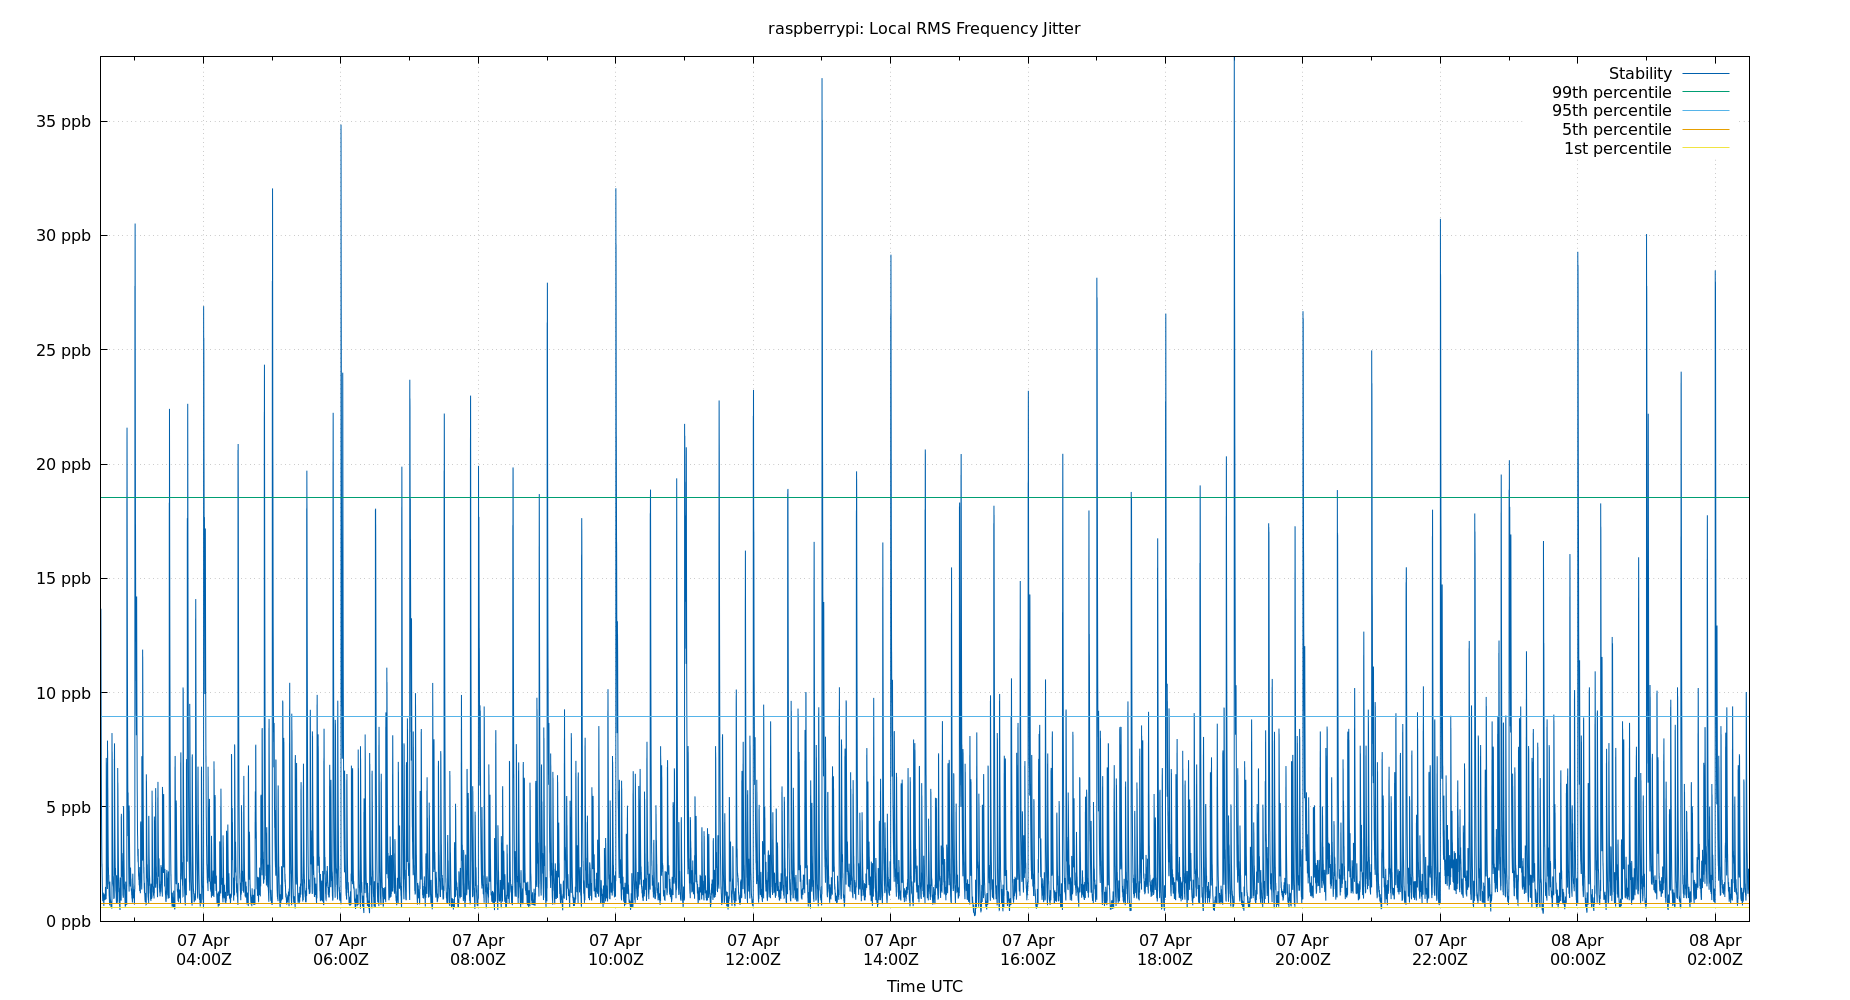 raspberrypi: Local RMS Frequency Jitter
Stability
99th percentile
95th percentile
5th percentile
1st percentile
35 ppb
30 ppb
25 ppb
20 ppb
15 ppb
10 ppb
5 ppb
0 ppb
07 Apr 07 Apr 07 Apr 07 Apr 07 Apr 07 Apr 07 Apr 07 Apr 07 Apr 07 Apr 08 Apr 08 Apr
04:00Z 06:00Z 08:00Z 10:00Z 12:00Z 14:00Z 16:00Z 18:00Z 20:00Z 22:00Z 00:00Z 02:00Z
Time UTC